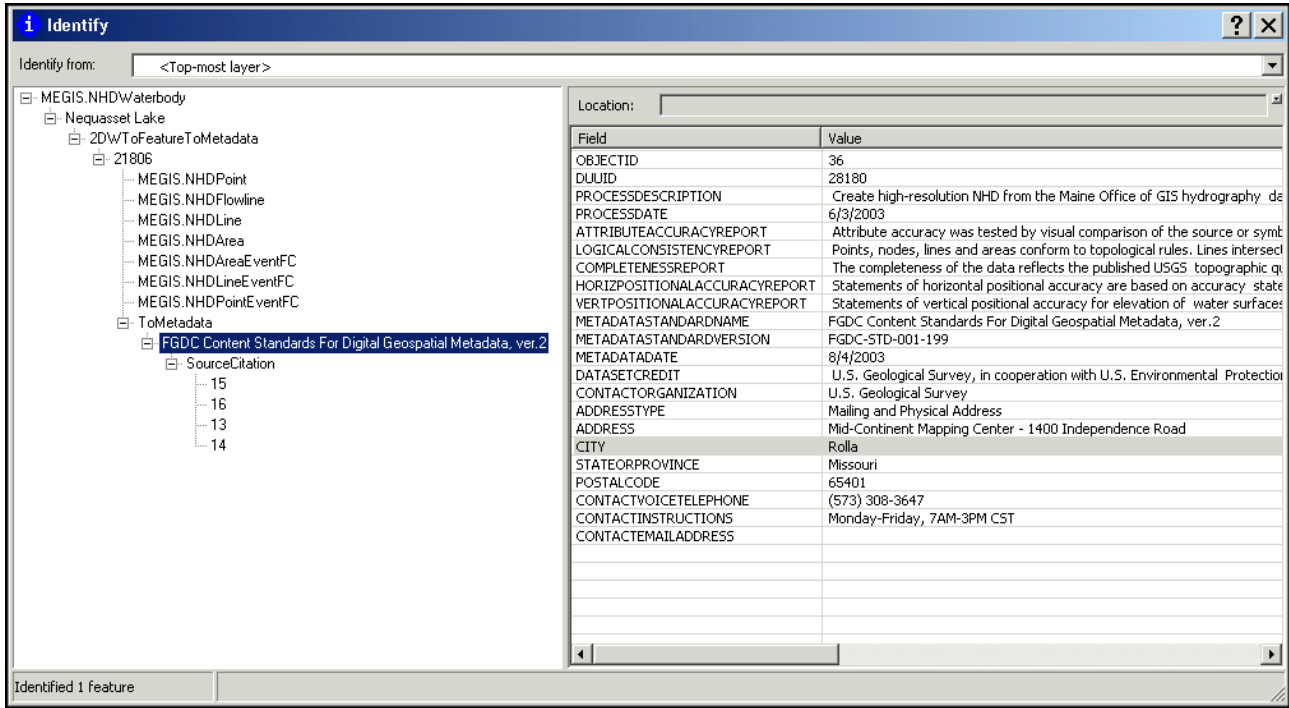 i Identify ? X
Identify from: <Top-most layer>
MEGIS.NHDWaterbody
Nequasset Lake
2DWToFeatureToMetadata
21806
MEGIS.NHDPoint
MEGIS.NHDFlowline
MEGIS.NHDLine
MEGIS.NHDArea
MEGIS.NHDAreaEventFC
MEGIS.NHDLineEventFC
MEGIS.NHDPointEventFC
ToMetadata
FGDC Content Standards For Digital Geospatial Metadata, ver.2
SourceCitation
15
16
13
14
Location:
Field Value
OBJECTID 36
DUUID 28180
PROCESSDESCRIPTION Create high-resolution NHD from the Maine Office of GIS hydrography da
PROCESSDATE 6/3/2003
ATTRIBUTEACCURACYREPORT Attribute accuracy was tested by visual comparison of the source or symb
LOGICALCONSISTENCYREPORT Points, nodes, lines and areas conform to topological rules. Lines intersect
COMPLETENESSREPORT The completeness of the data reflects the published USGS topographic qu
HORIZPOSITIONALACCURACYREPORT Statements of horizontal positional accuracy are based on accuracy state
VERTPOSITIONALACCURACYREPORT Statements of vertical positional accuracy for elevation of water surfaces
METADATASTANDARDNAME FGDC Content Standards For Digital Geospatial Metadata, ver.2
METADATASTANDARDVERSION FGDC-STD-001-199
METADATADATE 8/4/2003
DATASETCREDIT U.S. Geological Survey, in cooperation with U.S. Environmental Protection
CONTACTORGANIZATION U.S. Geological Survey
ADDRESSTYPE Mailing and Physical Address
ADDRESS Mid-Continent Mapping Center - 1400 Independence Road
CITY Rolla
STATEORPROVINCE Missouri
POSTALCODE 65401
CONTACTVOICETELEPHONE (573) 308-3647
CONTACTINSTRUCTIONS Monday-Friday, 7AM-3PM CST
CONTACTEMAILADDRESS
Identified 1 feature